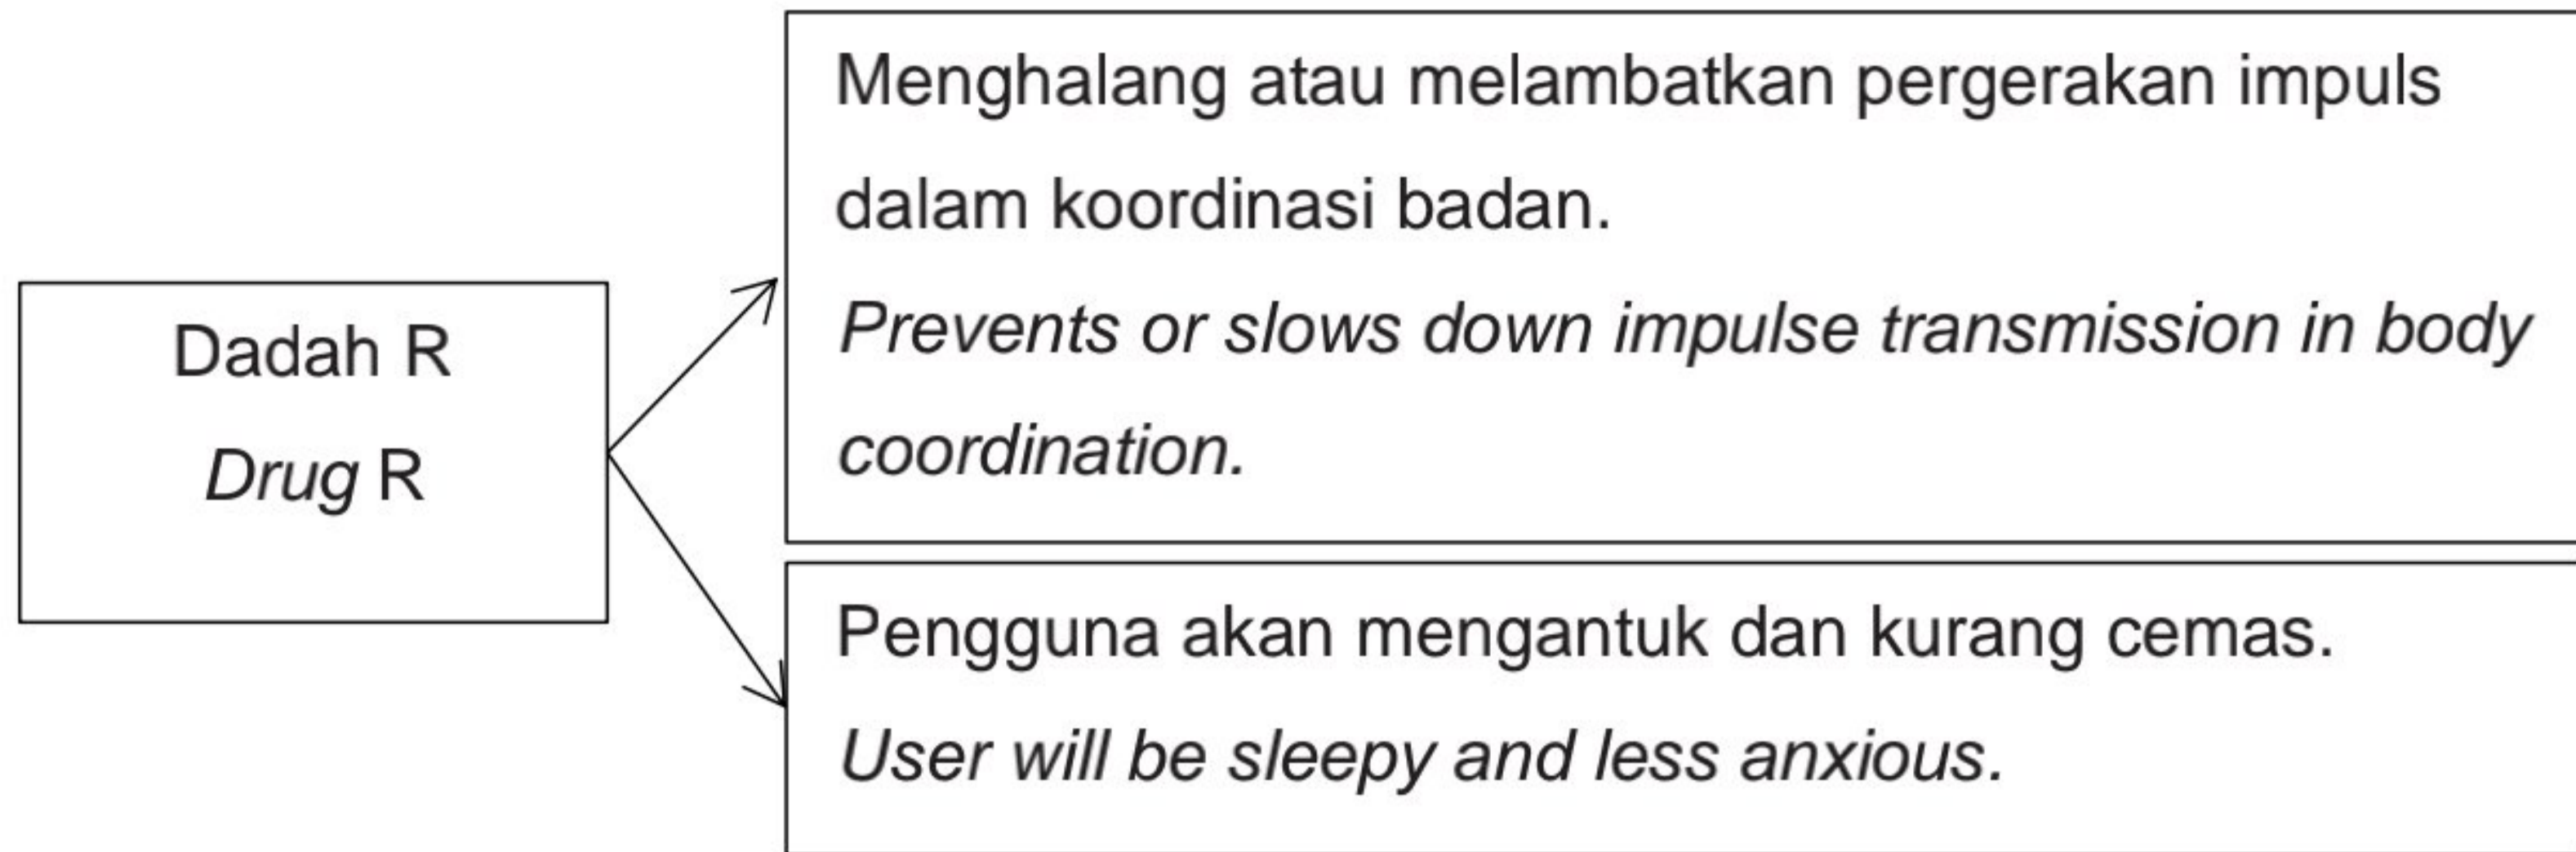 Dadah R
Drug R
Menghalang atau melambatkan pergerakan impuls
dalam koordinasi badan.
Prevents or slows down impulse transmission in body
coordination.
Pengguna akan mengantuk dan kurang cemas.
User will be sleepy and less anxious.